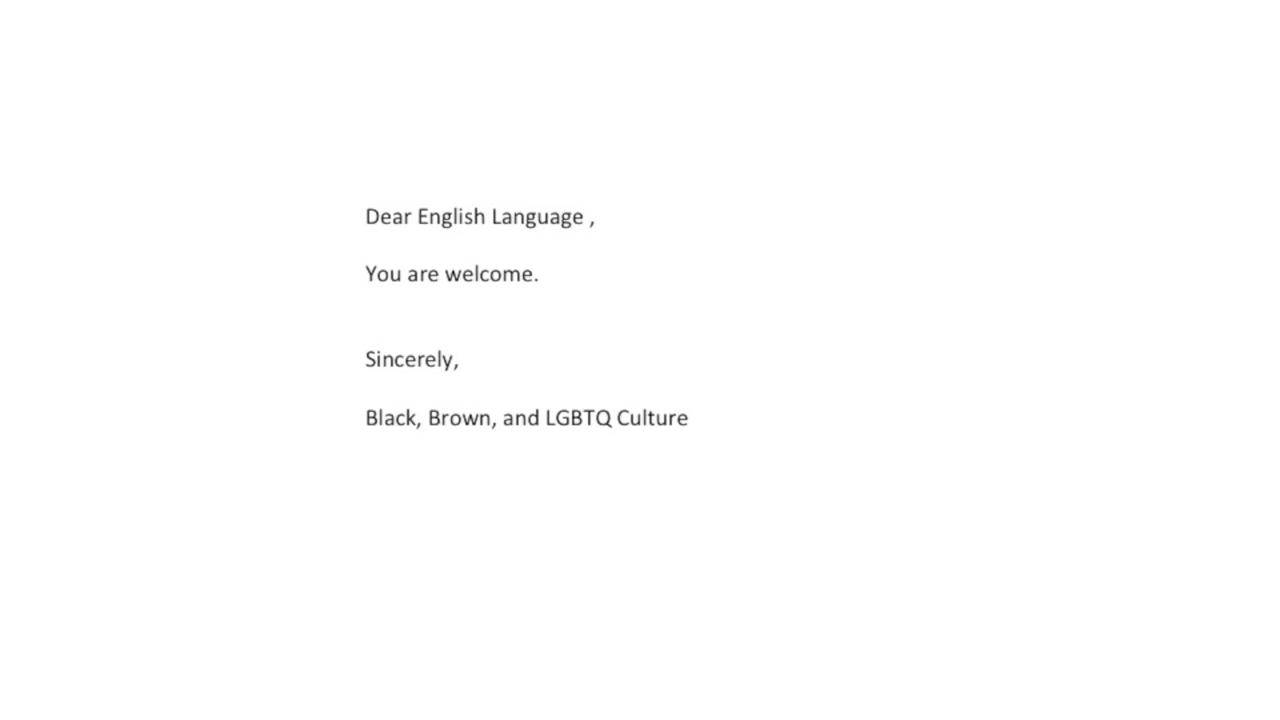 Dear English Language ,
You are welcome.
Sincerely,
Black, Brown, and LGBTQ Culture